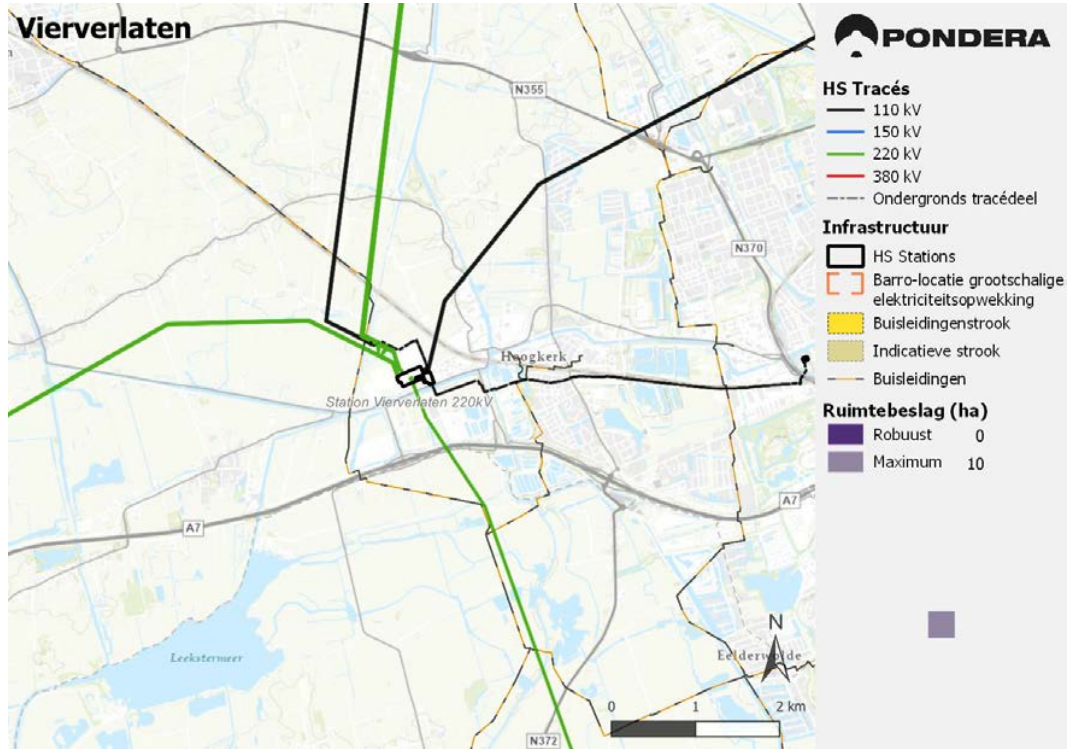 Vierverlaten
PONDERA
HS Tracés
110 kV
150 kV
220 kV
380 kV
Ondergronds tracédeel
Infrastructuur
HS Stations
Barro-locatie grootschalige
elektriciteitsopwekking
Buisleidingenstrook
Indicatieve strook
Buisleidingen
Ruimtebeslag (ha)
Robuust 0
Maximum 10
N355
N370
Hoogkerk
Station Vierverlaten 220kV
A7
A7
Leekstermeer
Eelderwolde
N
0 1 2 km
N372